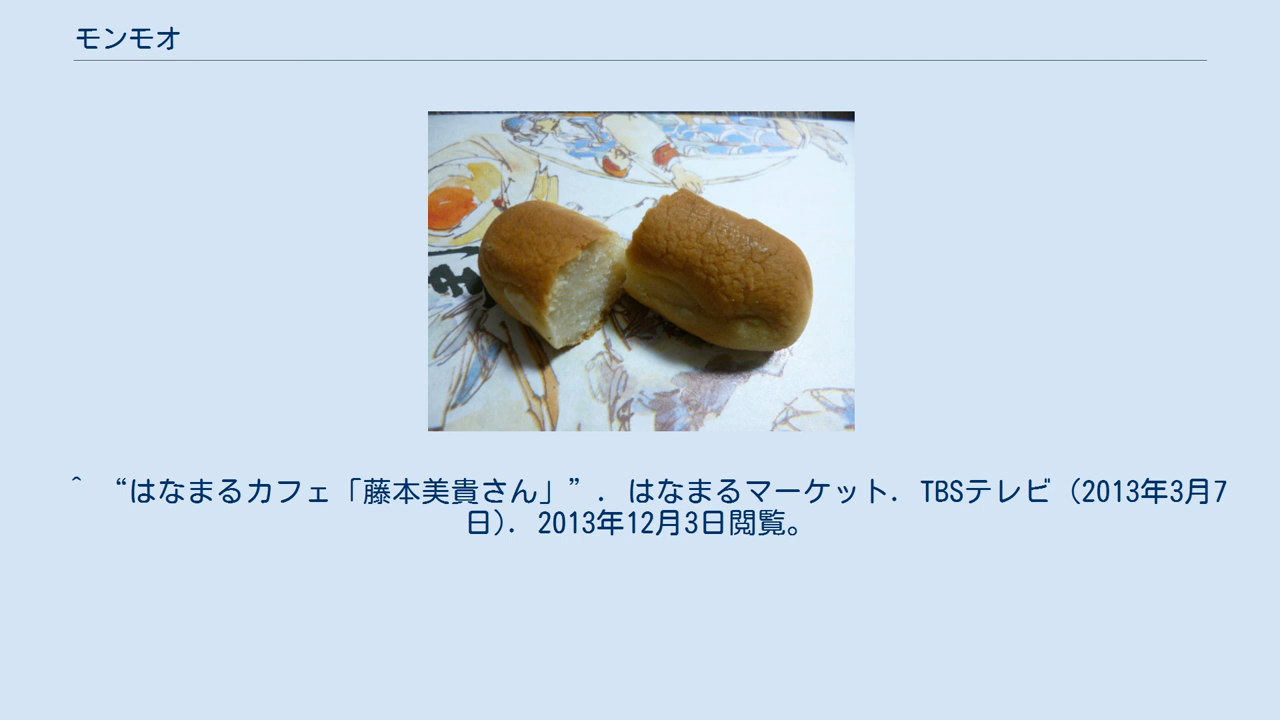 モンモオ
^ “はなまるカフェ「藤本美貴さん」”. はなまるマーケット. TBSテレビ (2013年3月7
日). 2013年12月3日閲覧。